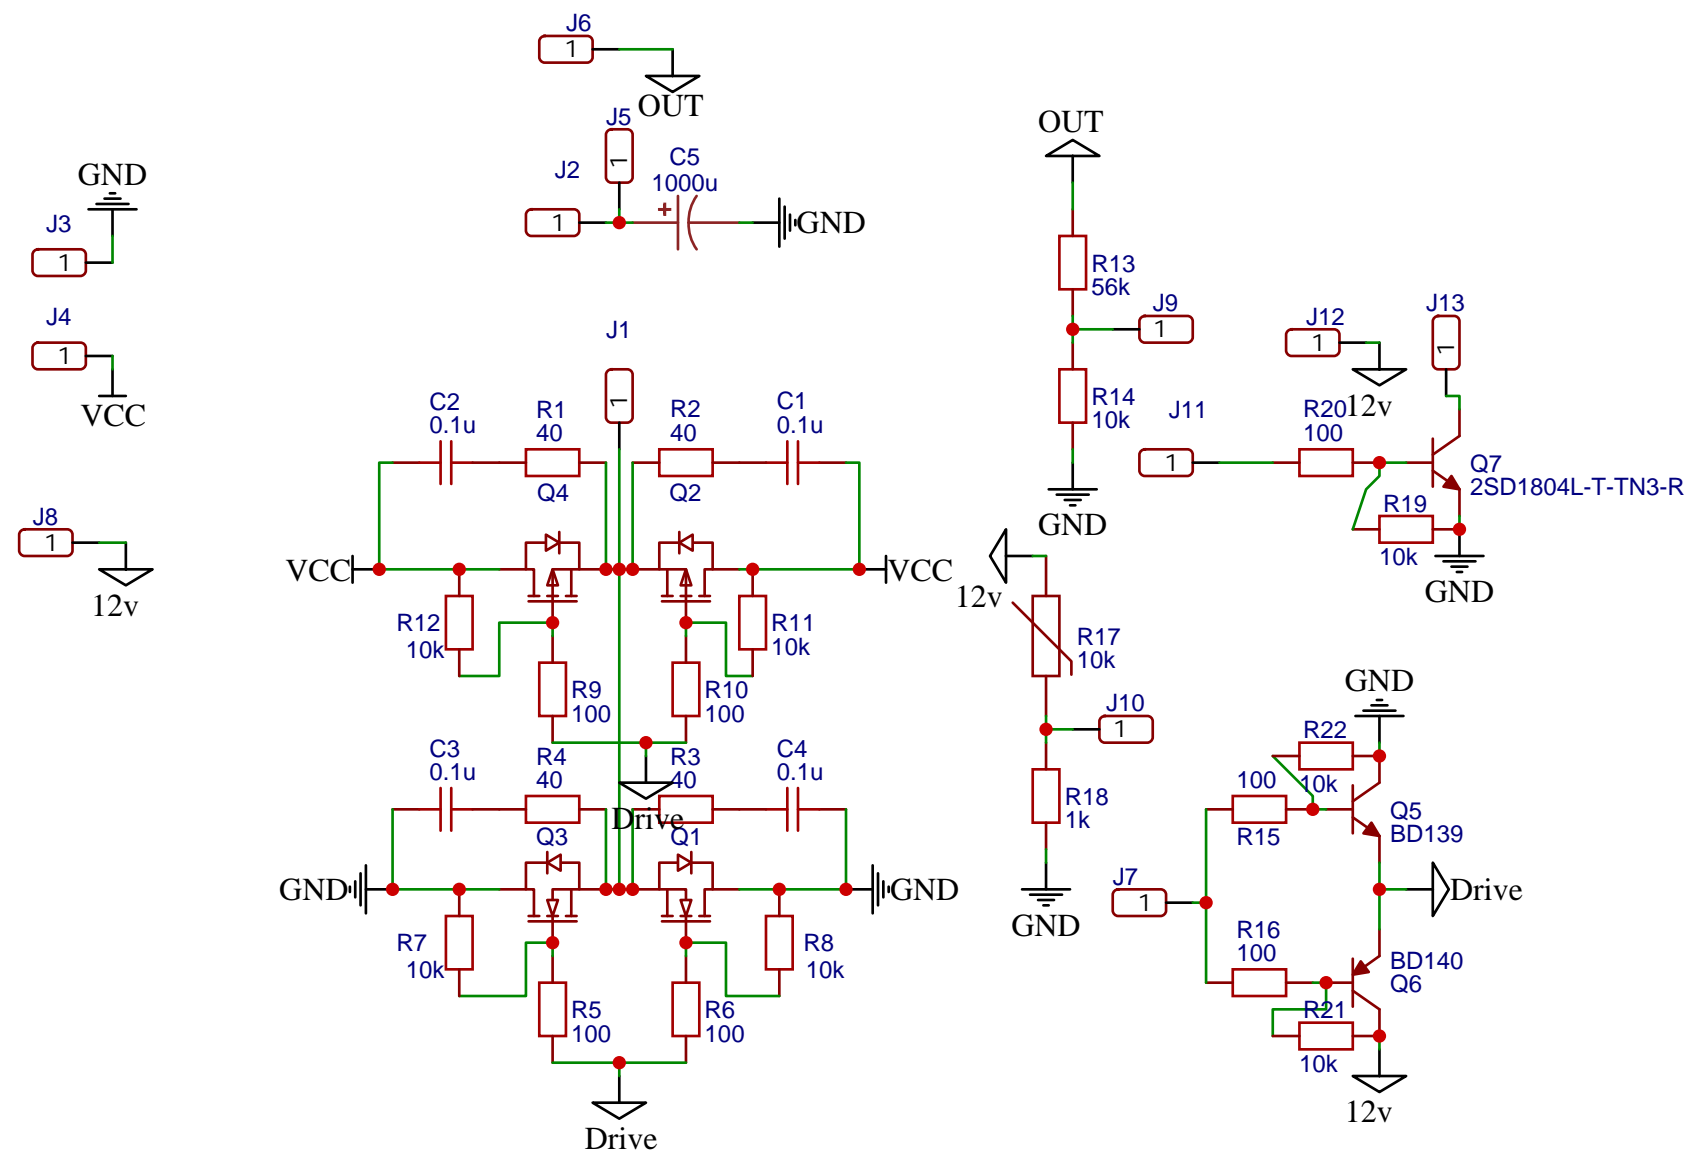 J6
1
OUT
J5
1
J2
1
C5
1000u
+
GND
GND
J3
1
J4
1
VCC
J8
1
12v
J1
1
C2
0.1u
R1
40
Q4
R2
40
Q2
C1
0.1u
VCC
VCC
R12
10k
R9
100
R10
100
R11
10k
Drive
C3
0.1u
R4
40
Q3
R3
40
Q1
C4
0.1u
GND
GND
R7
10k
R5
100
R6
100
R8
10k
Drive
OUT
R13
56k
J9
1
R14
10k
GND
12v
R17
10k
J10
1
R18
1k
GND
J12
1
12v
J13
1
J11
1
R20
100
Q7
2SD1804L-T-TN3-R
R19
10k
GND
GND
R22
10k
100
R15
Q5
BD139
J7
1
Drive
R16
100
BD140
Q6
R21
10k
12v